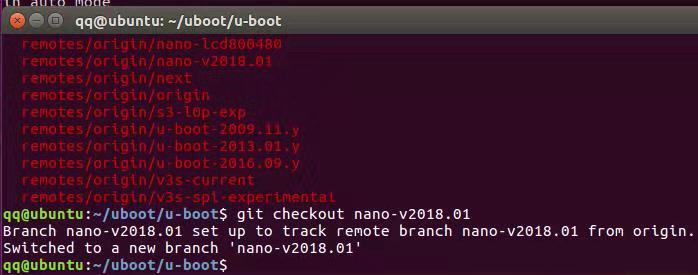 in auto mode
qq@ubuntu: ~/uboot/u-boot
remotes/origin/nano-lcd800480
remotes/origin/nano-v2018.01
remotes/origin/next
remotes/origin/origin
remotes/origin/s3-l0p-exp
remotes/origin/u-boot-2009.11.y
remotes/origin/u-boot-2013.01.y
remotes/origin/u-boot-2016.09.y
remotes/origin/v3s-current
remotes/origin/v3s-spi-experimental
qq@ubuntu:~/uboot/u-boot$ git checkout nano-v2018.01
Branch nano-v2018.01 set up to track remote branch nano-v2018.01 from origin.
Switched to a new branch 'nano-v2018.01'
qq@ubuntu:~/uboot/u-boot$